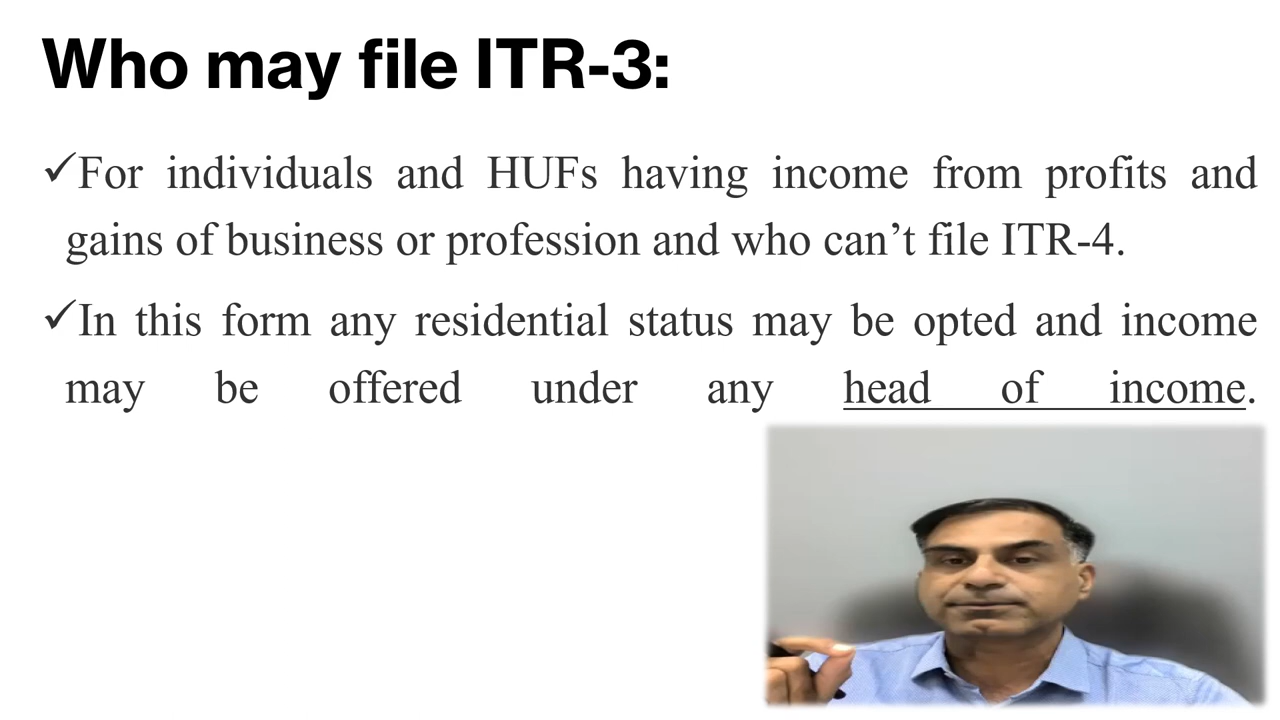 Who may file ITR-3:
✓For individuals and HUFs having income from profits and
gains of business or profession and who can’t file ITR-4.
✓In this form any residential status may be opted and income
may be offered under any head of income.